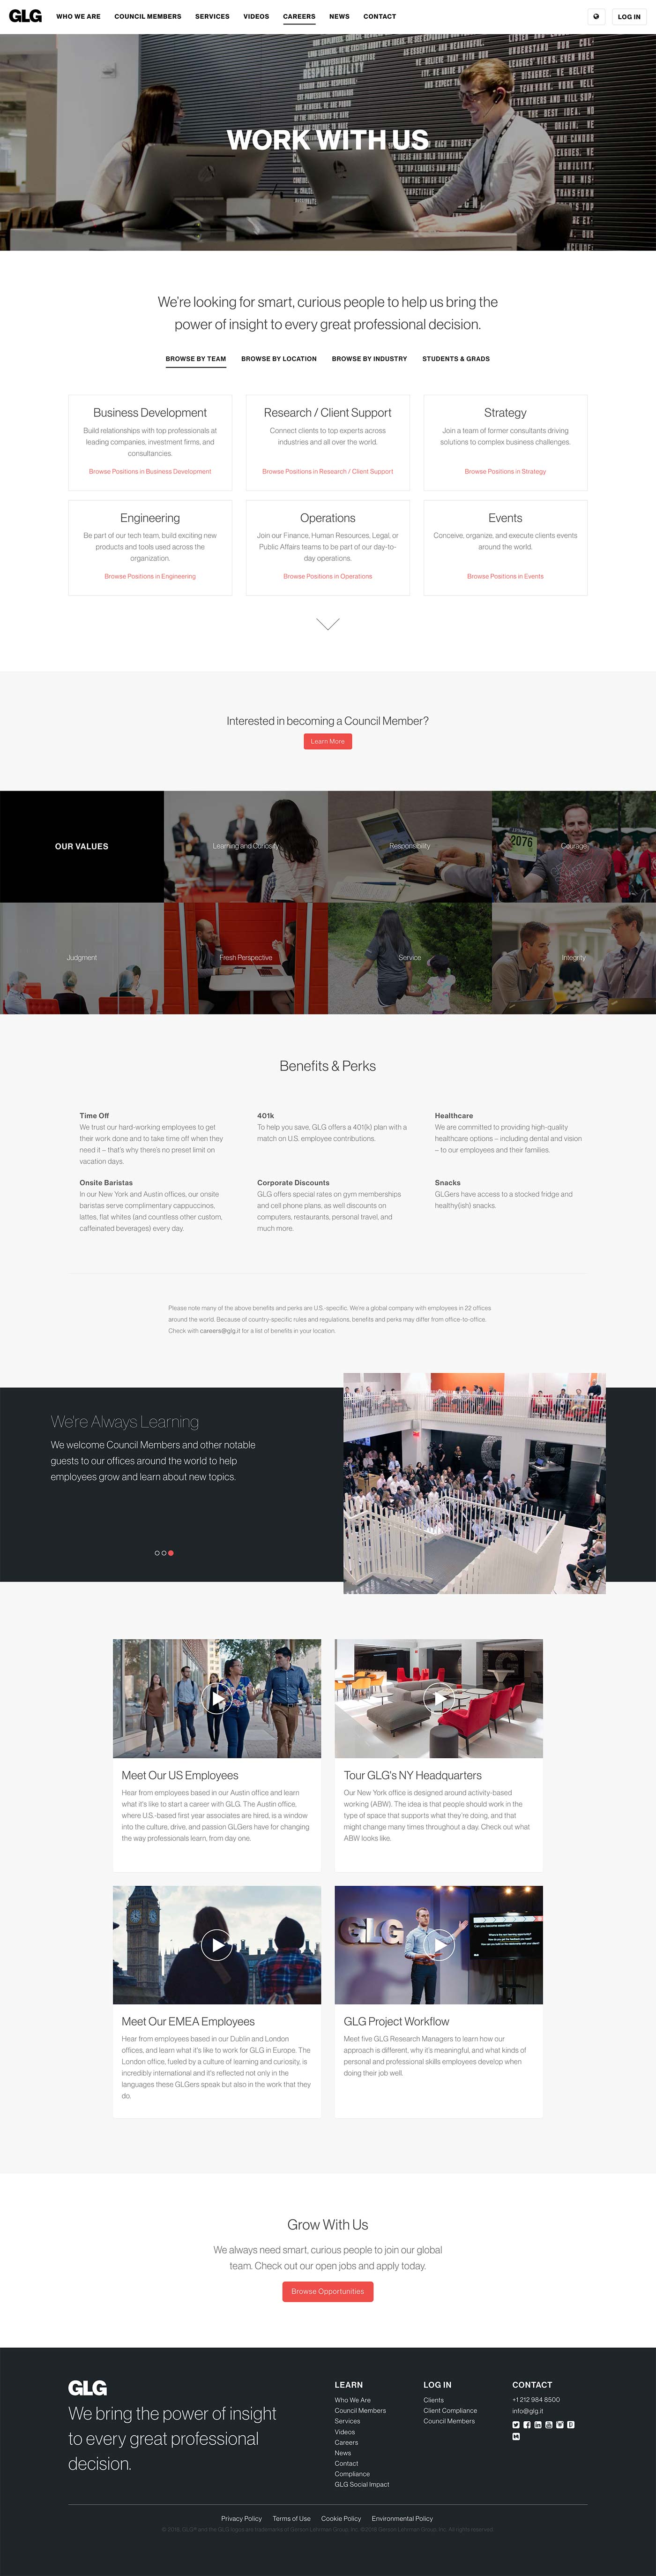 GLG
WHO WE ARE
COUNCIL MEMBERS
SERVICES
VIDEOS
CAREERS
NEWS
CONTACT
LOG IN
WORK WITH US
We're looking for smart, curious people to help us bring the
power of insight to every great professional decision.
BROWSE BY TEAM
BROWSE BY LOCATION
BROWSE BY INDUSTRY
STUDENTS & GRADS
Business Development
Build relationships with top professionals at
leading companies, investment firms, and
consultancies.
Browse Positions in Business Development
Research / Client Support
Connect clients to top experts across
industries and all over the world.
Browse Positions in Research / Client Support
Strategy
Join a team of former consultants driving
solutions to complex business challenges.
Browse Positions in Strategy
Engineering
Be part of our tech team, build exciting new
products and tools used across the
organization.
Browse Positions in Engineering
Operations
Join our Finance, Human Resources, Legal, or
Public Affairs teams to be part of our day-to-
day operations.
Browse Positions in Operations
Events
Conceive, organize, and execute clients events
around the world.
Browse Positions in Events
Interested in becoming a Council Member?
Learn More
OUR VALUES
Learning and Curiosity
Responsibility
Courage
2076
Judgment
Fresh Perspective
Service
Integrity
Benefits & Perks
Time Off
We trust our hard-working employees to get
their work done and to take time off when they
need it – that's why there's no preset limit on
vacation days.
401k
To help you save, GLG offers a 401(k) plan with a
match on U.S. employee contributions.
Healthcare
We are committed to providing high-quality
healthcare options – including dental and vision
– to our employees and their families.
Onsite Baristas
In our New York and Austin offices, our onsite
baristas serve complimentary cappuccinos,
lattes, flat whites (and countless other custom,
caffeinated beverages) every day.
Corporate Discounts
GLG offers special rates on gym memberships
and cell phone plans, as well as discounts on
computers, restaurants, personal travel, and
much more.
Snacks
GLGers have access to a stocked fridge and
healthy(ish) snacks.
Please note many of the above benefits and perks are U.S.-specific. We're a global company with employees in 22 offices
around the world. Because of country-specific rules and regulations, benefits and perks may differ from office-to-office.
Check with careers@glg.it for a list of benefits in your location.
We're Always Learning
We welcome Council Members and other notable
guests to our offices around the world to help
employees grow and learn about new topics.
GLG
Meet Our US Employees
Hear from employees based in our Austin office and learn
what it's like to start a career with GLG. The Austin office,
where U.S.-based first year associates are hired, is a window
into the culture, drive, and passion GLGers have for changing
the way professionals learn, from day one.
Tour GLG's NY Headquarters
Our New York office is designed around activity-based
working (ABW). The idea is that people should work in the
type of space that supports what they're doing, and that
might change many times throughout a day. Check out what
ABW looks like.
GLG
Meet Our EMEA Employees
Hear from employees based in our Dublin and London
offices, and learn what it's like to work for GLG in Europe. The
London office, fueled by a culture of learning and curiosity, is
incredibly international and it's reflected not only in the
languages these GLGers speak but also in the work that they
do.
GLG Project Workflow
Meet five GLG Research Managers to learn how our
approach is different, why it's meaningful, and what kinds of
personal and professional skills employees develop when
doing their job well.
Grow With Us
We always need smart, curious people to join our global
team. Check out our open jobs and apply today.
Browse Opportunities
GLG
We bring the power of insight
to every great professional
decision.
LEARN
Who We Are
Council Members
Services
Videos
Careers
News
Contact
Compliance
GLG Social Impact
LOG IN
Clients
Client Compliance
Council Members
CONTACT
+1 212 984 8500
info@glg.it
Privacy Policy
Terms of Use
Cookie Policy
Environmental Policy